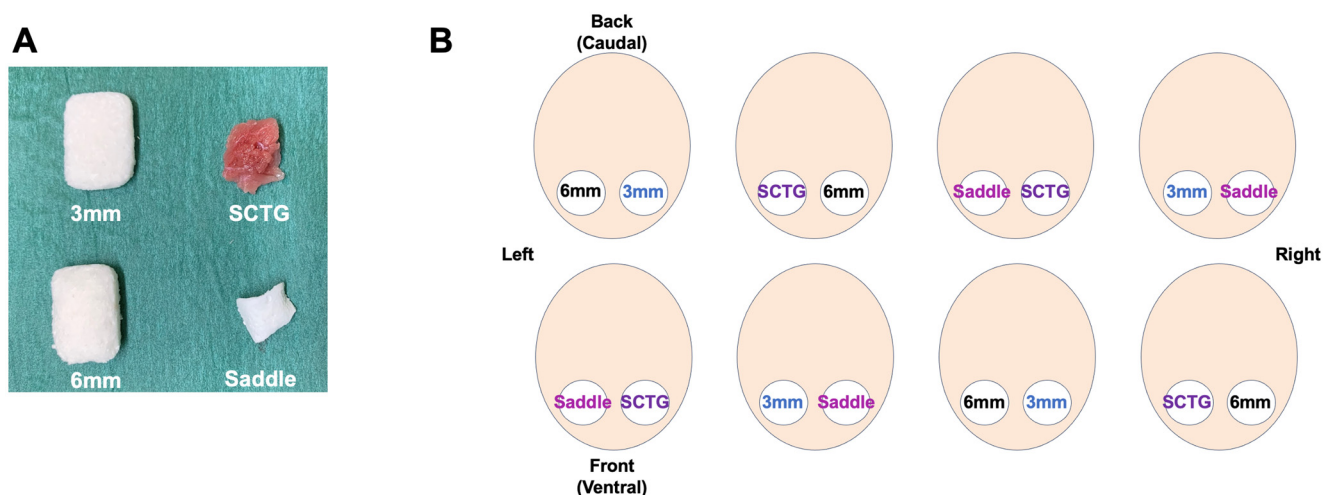 A
3mm
SCTG
6mm
Saddle
B
Back
(Caudal)
6mm 3mm
SCTG 6mm
Saddle SCTG
3mm Saddle
Left
Right
Saddle SCTG
3mm Saddle
6mm 3mm
SCTG 6mm
Front
(Ventral)